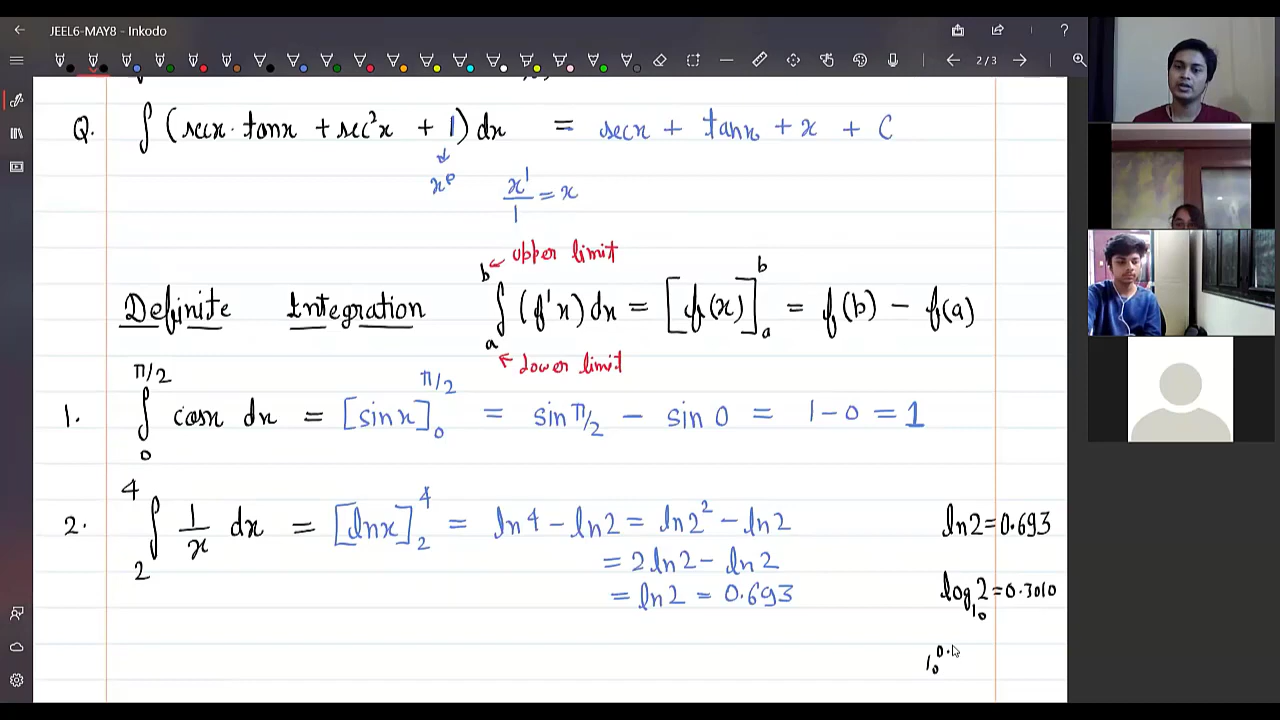 JEEL6-MAY8 - Inkodo
2/3
Q. ∫ (secx · tanx + sec²x + 1) dx = secx + tanx + x + C
↓
x⁰
x¹/1 = x
b ← upper limit
Definite Integration ∫ₐᵇ (f'x) dx = [f(x)]ₐᵇ = f(b) − f(a)
a ← Lower limit
1. ∫₀^π/2 cosx dx = [sinx]₀^π/2 = sin π/2 − sin 0 = 1 − 0 = 1
2. ∫₂⁴ 1/x dx = [lnx]₂⁴ = ln4 − ln2 = ln2² − ln2
ln2 = 0.693
= 2ln2 − ln2
= ln2 = 0.693
log₁₀2 = 0.3010
10^0.